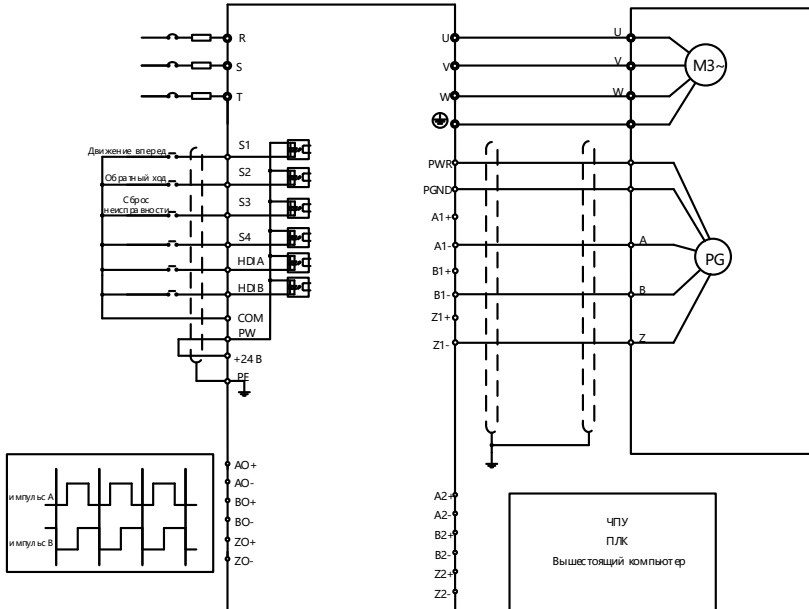 R
S
T
U
V
W
U
V
W
M3~
Движение вперед
Обратный ход
Сброс
неисправности
S1
S2
S3
S4
HDIA
HDIB
COM
PW
+24 В
PE
PWR
PGND
A1+
A1-
B1+
B1-
Z1+
Z1-
A
B
Z
PG
импульс A
импульс B
AO+
AO-
BO+
BO-
ZO+
ZO-
A2+
A2-
B2+
B2-
Z2+
Z2-
ЧПУ
ПЛК
Вышестоящий компьютер